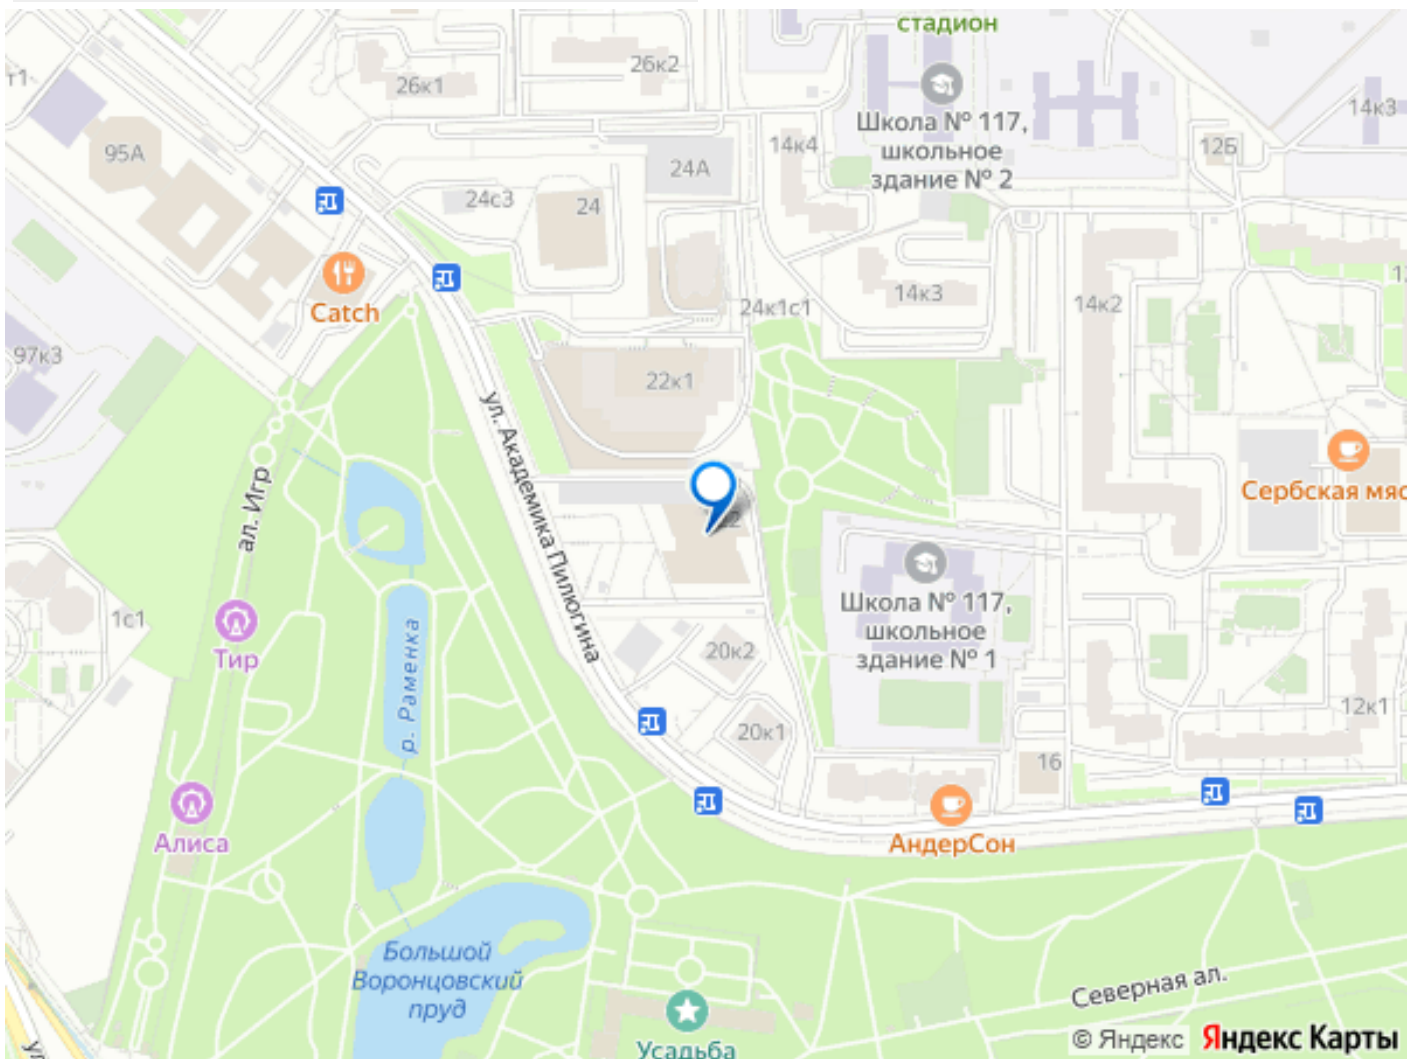 стадион
26к2
26к1
14к3
Школа № 117,
школьное
здание № 2
14к4
12Б
95А
24А
24с3
24
14к3
14к2
24к1с1
Catch
97к3
22к1
ул. Академика Пилюгина
ал. Игр
Сербская мяс
Школа № 117,
школьное
здание № 1
1с1
Тир
р. Раменка
20к2
20к1
12к1
16
Алиса
АндерСон
Большой
Воронцовский
пруд
Северная ал.
Усадьба
© Яндекс Яндекс Карты